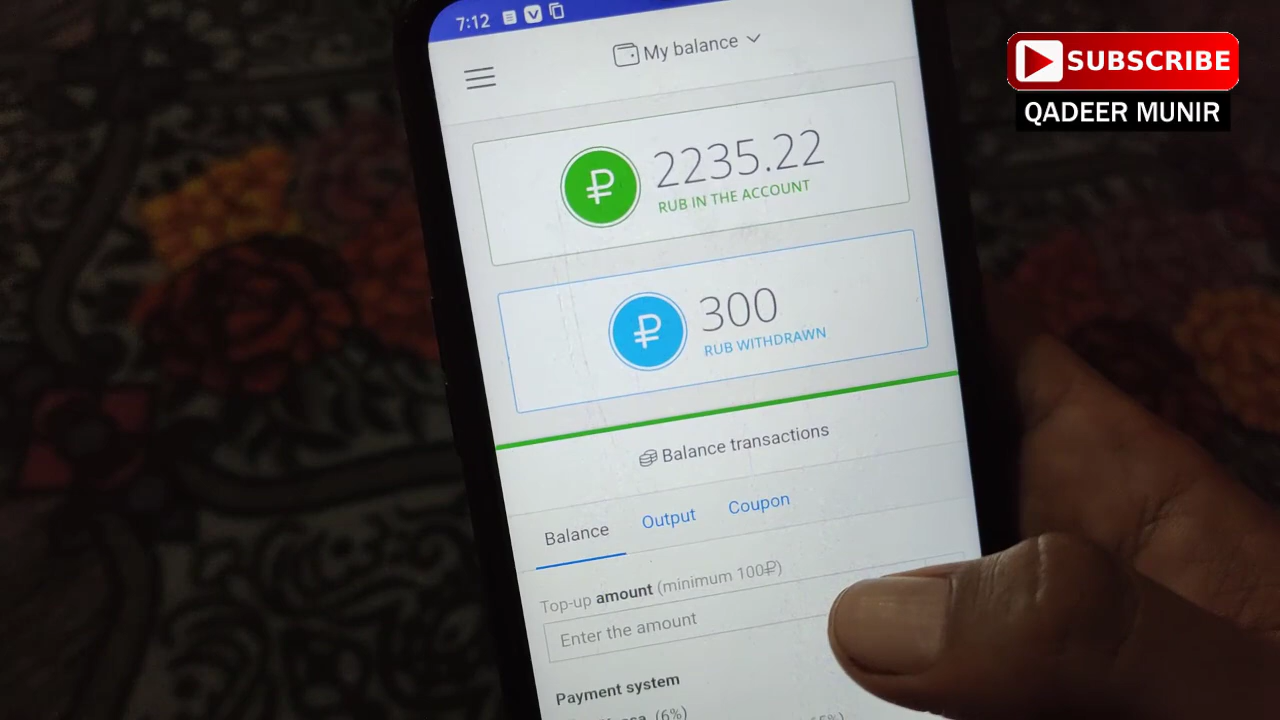 7:12
My balance
SUBSCRIBE
QADEER MUNIR
₽ 2235.22
RUB IN THE ACCOUNT
₽ 300
RUB WITHDRAWN
Balance transactions
Balance Output Coupon
Top-up amount (minimum 100₽)
Enter the amount
Payment system
(6%)